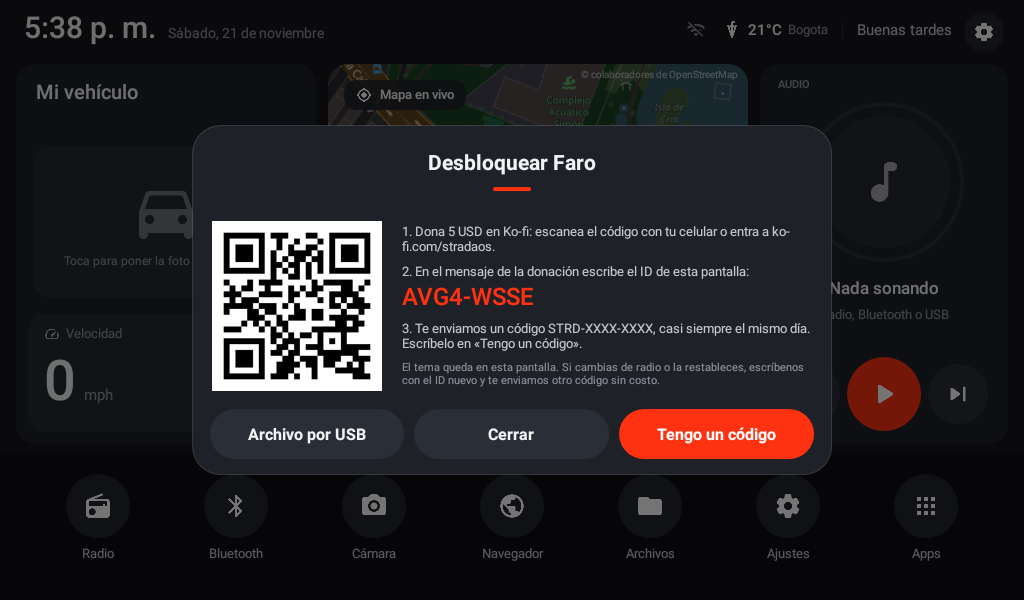 5:38 p. m.
Sábado, 21 de noviembre
21°C Bogota
Buenas tardes
Mi vehículo
© colaboradores de OpenStreetMap
Mapa en vivo
Complejo
Acuático
Simón
Isla de
Cria
AUDIO
Desbloquear Faro
1. Dona 5 USD en Ko-fi: escanea el código con tu celular o entra a ko-
fi.com/stradaos.
2. En el mensaje de la donación escribe el ID de esta pantalla:
AVG4-WSSE
3. Te enviamos un código STRD-XXXX-XXXX, casi siempre el mismo día.
Escríbelo en «Tengo un código».
El tema queda en esta pantalla. Si cambias de radio o la restableces, escríbenos
con el ID nuevo y te enviamos otro código sin costo.
Archivo por USB
Cerrar
Tengo un código
Toca para poner la foto
Nada sonando
adio, Bluetooth o USB
Velocidad
0 mph
Radio
Bluetooth
Cámara
Navegador
Archivos
Ajustes
Apps